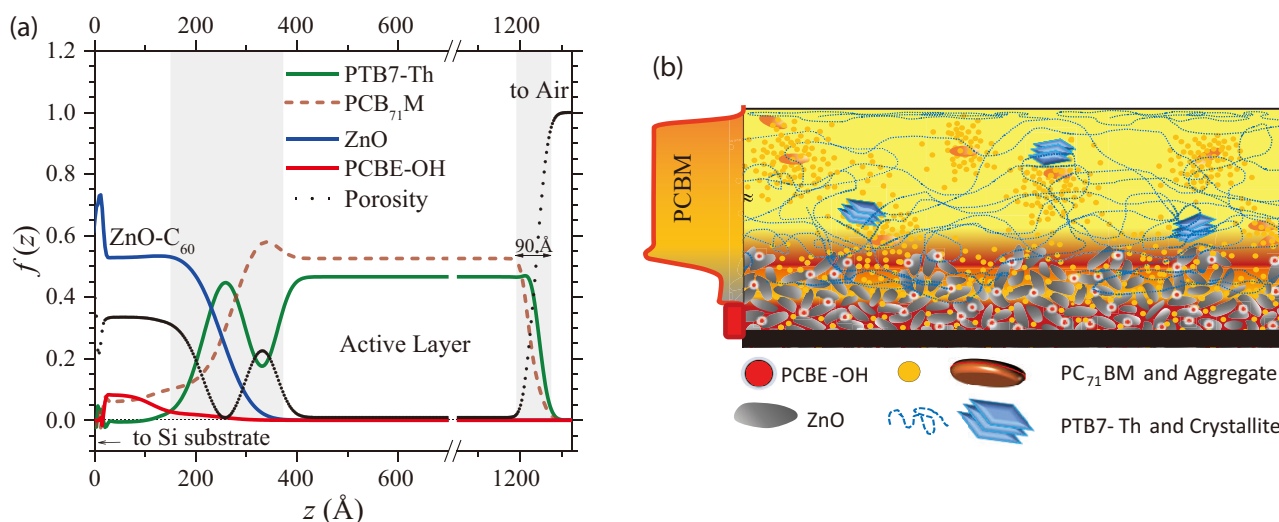 (a)
0 200 400 600 1200
1.2
1.0
0.8
0.6
0.4
0.2
0.0
f (z)
PTB7-Th
PCB71M
ZnO
PCBE-OH
Porosity
to Air
ZnO-C60
90 Å
Active Layer
to Si substrate
0 200 400 600 1200
z (Å)
(b)
PCBM
PCBE -OH
PC71BM and Aggregate
ZnO
PTB7- Th and Crystallite